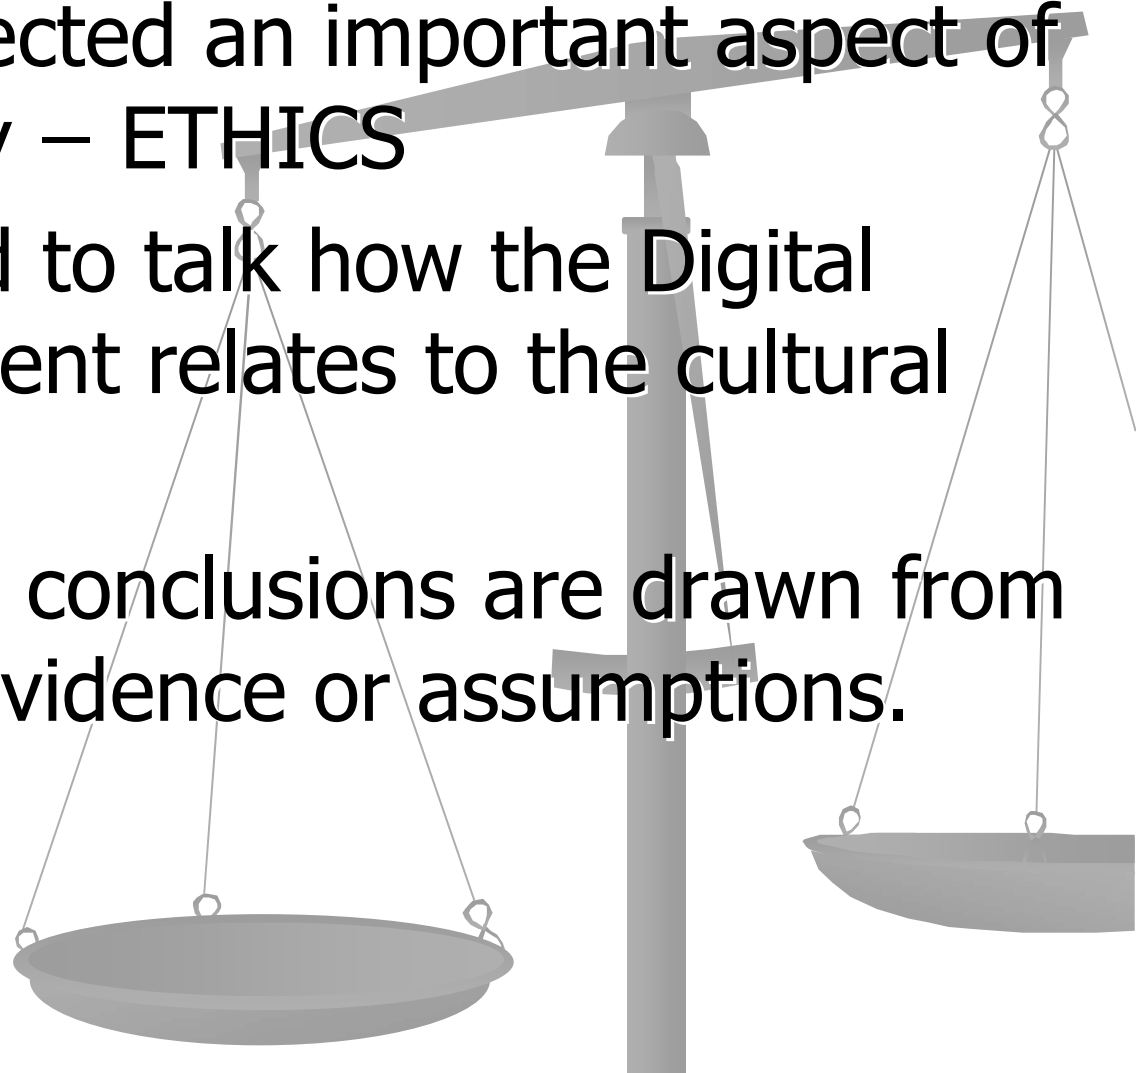 ected an important aspect of
– ETHICS
to talk how the Digital
ent relates to the cultural
conclusions are drawn from
vidence or assumptions.